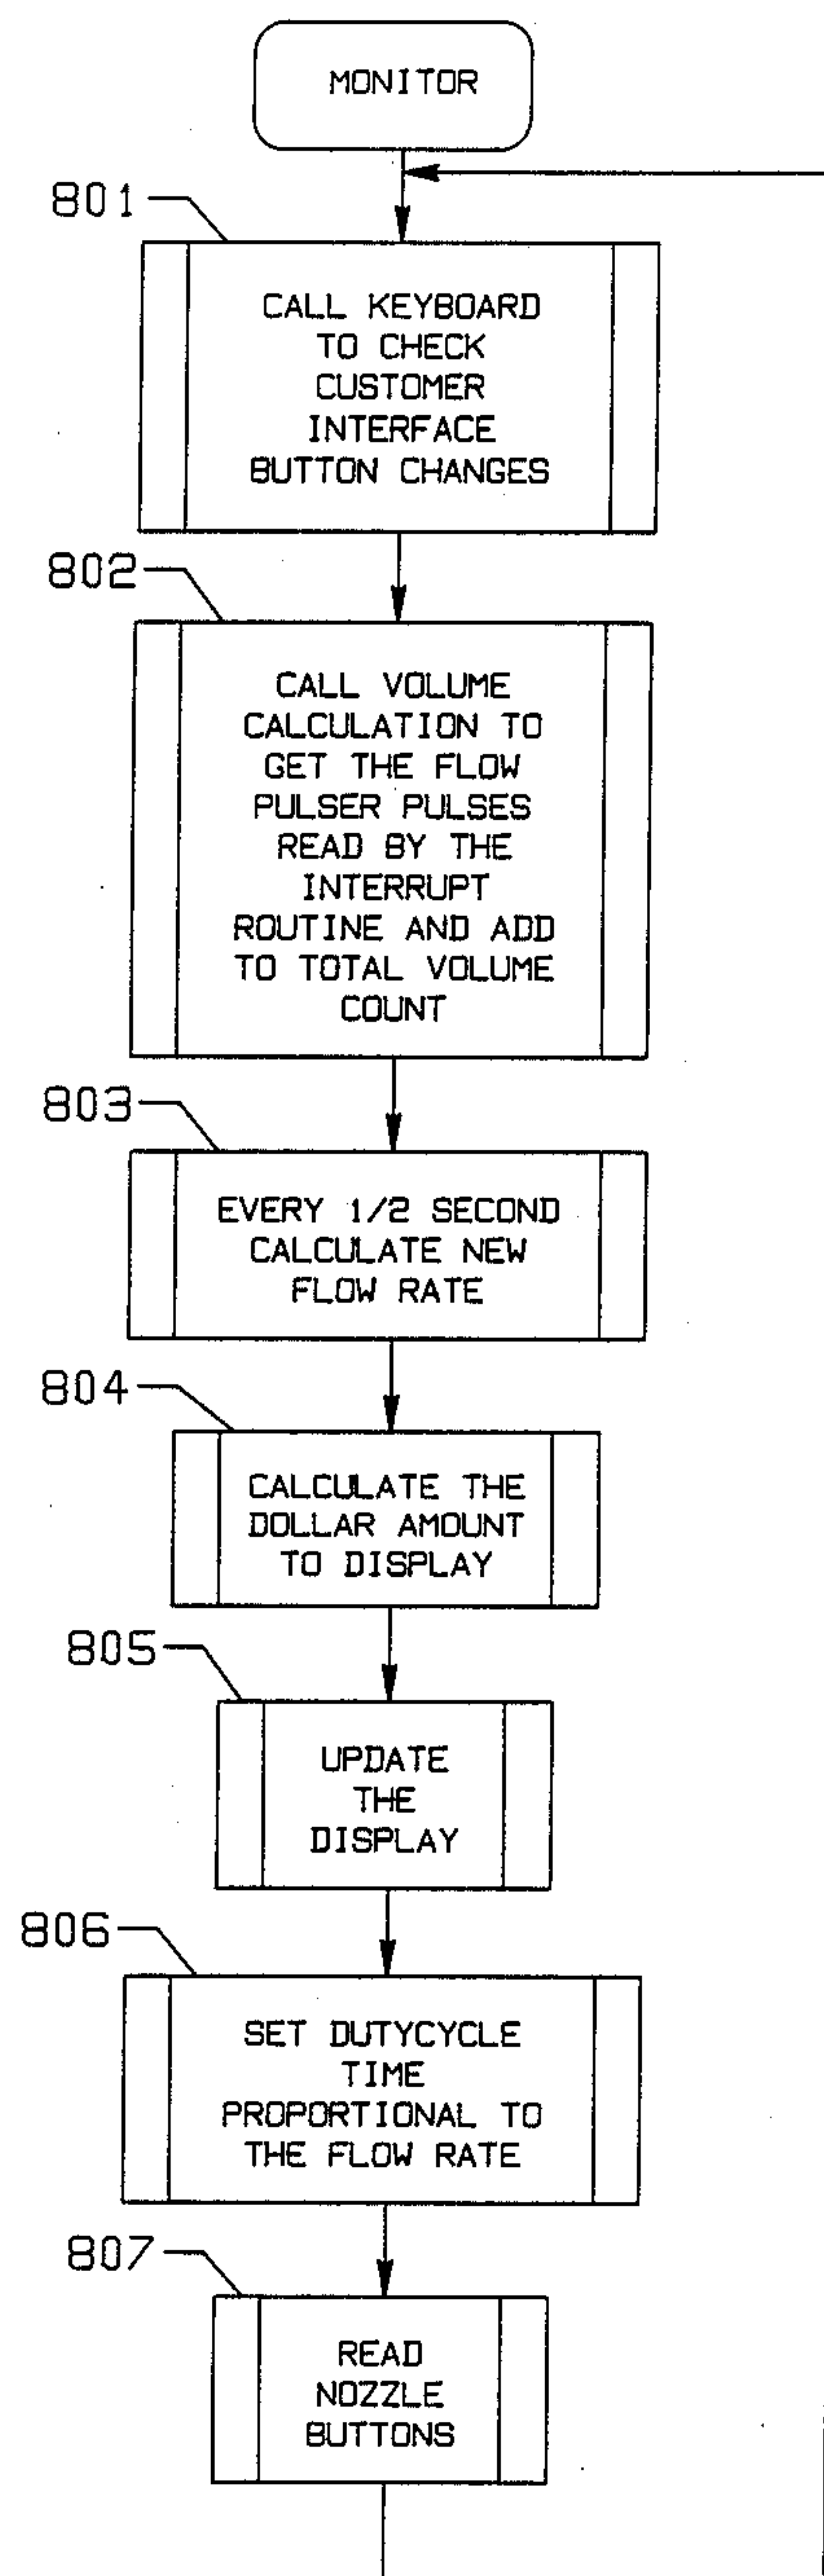 MONITOR
801
CALL KEYBOARD
TO CHECK
CUSTOMER
INTERFACE
BUTTON CHANGES
802
CALL VOLUME
CALCULATION TO
GET THE FLOW
PULSER PULSES
READ BY THE
INTERRUPT
ROUTINE AND ADD
TO TOTAL VOLUME
COUNT
803
EVERY 1/2 SECOND
CALCULATE NEW
FLOW RATE
804
CALCULATE THE
DOLLAR AMOUNT
TO DISPLAY
805
UPDATE
THE
DISPLAY
806
SET DUTYCYCLE
TIME
PROPORTIONAL TO
THE FLOW RATE
807
READ
NOZZLE
BUTTONS